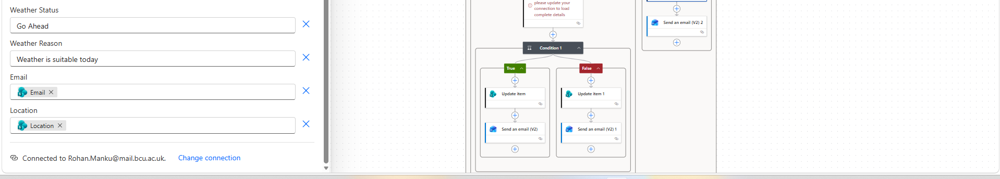 Weather Status
Go Ahead
Weather Reason
Weather is suitable today
Email
Email
Location
Location
Connected to Rohan.Manku@mail.bcu.ac.uk. Change connection
please update your
connection to load
complete details
Condition 1
True
False
Update item
Update item 1
Send an email (V2)
Send an email (V2) 1
Send an email (V2) 2